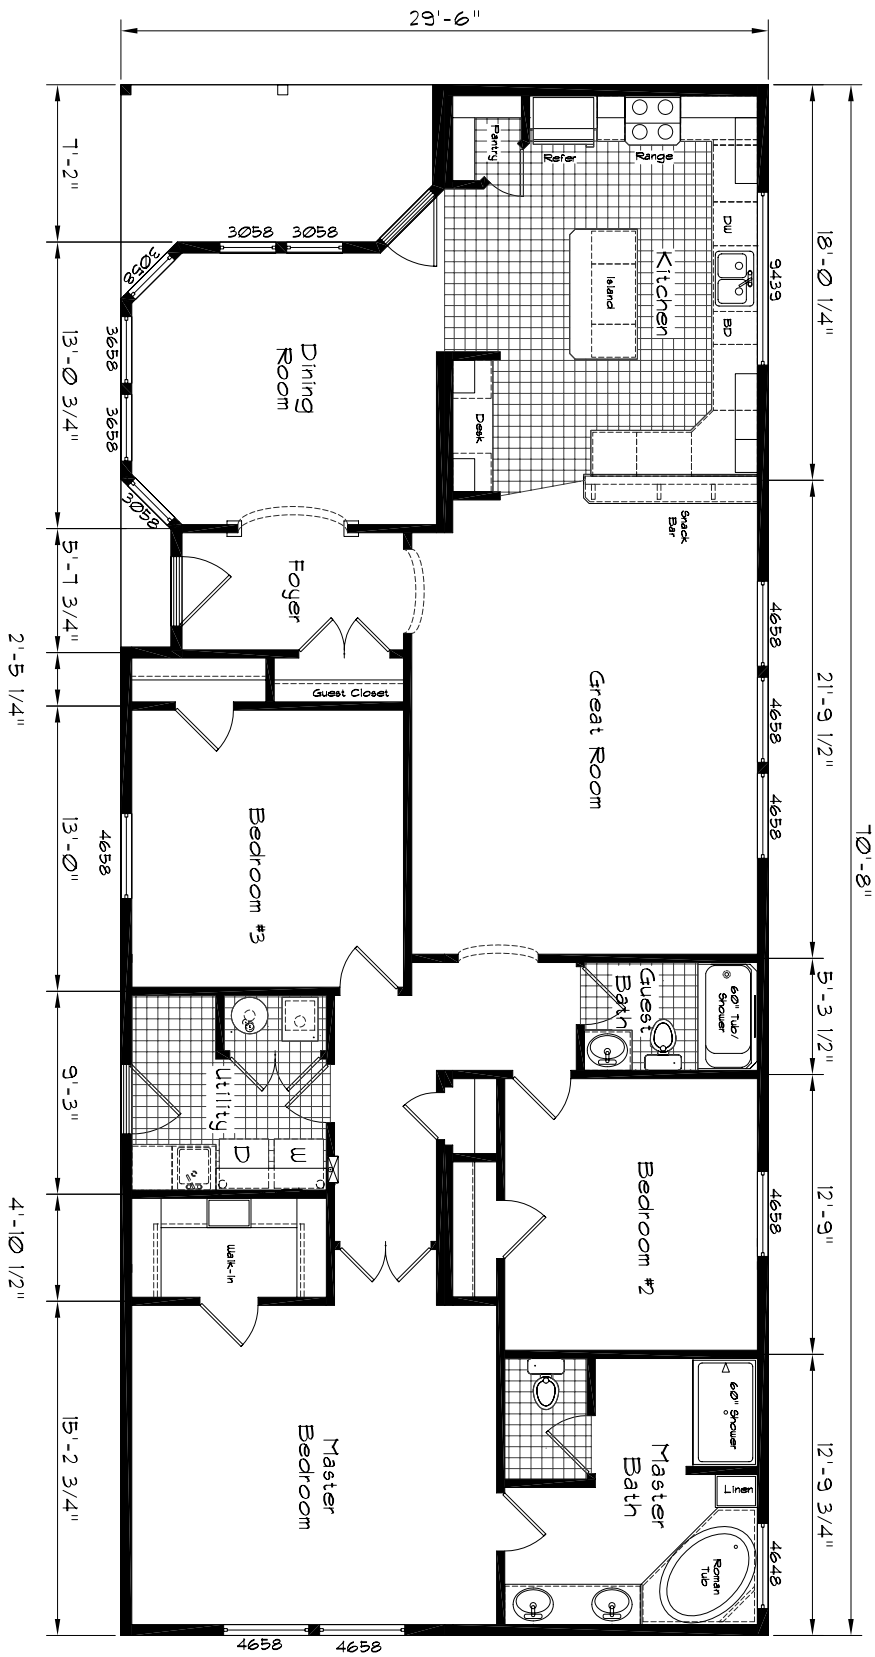 29'-6"
7'-2"
13'-0 3/4"
5'-7 3/4"
2'-5 1/4"
13'-0"
9'-3"
4'-10 1/2"
15'-2 3/4"
18'-0 1/4"
21'-9 1/2"
5'-3 1/2"
12'-9"
12'-9 3/4"
70'-8"
Pantry
Refer
Range
DW
9439
BD
Kitchen
Island
Desk
Snack
Bar
3058
3058
3058
3658
3658
3058
Dining
Room
Foyer
Guest Closet
Great Room
4658
4658
4658
Bedroom #3
4658
Guest
Bath
60" Tub/
Shower
Utility
D
W
Walk-In
Bedroom #2
4658
Master
Bedroom
Master
Bath
60" Shower
Linen
Roman
Tub
4648
4658
4658